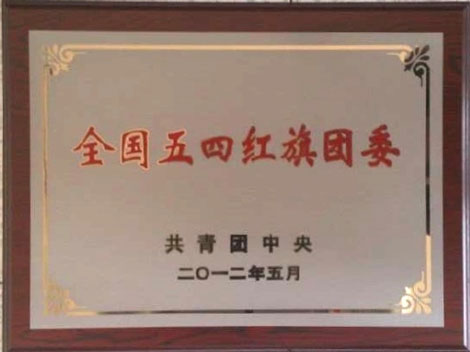 全国五四红旗团委
共青团中央
二〇一二年五月